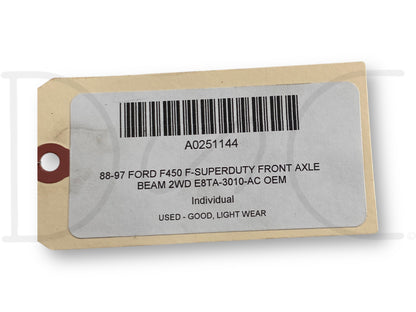 A0251144
88-97 FORD F450 F-SUPERDUTY FRONT AXLE
BEAM 2WD E8TA-3010-AC OEM
Individual
USED - GOOD, LIGHT WEAR